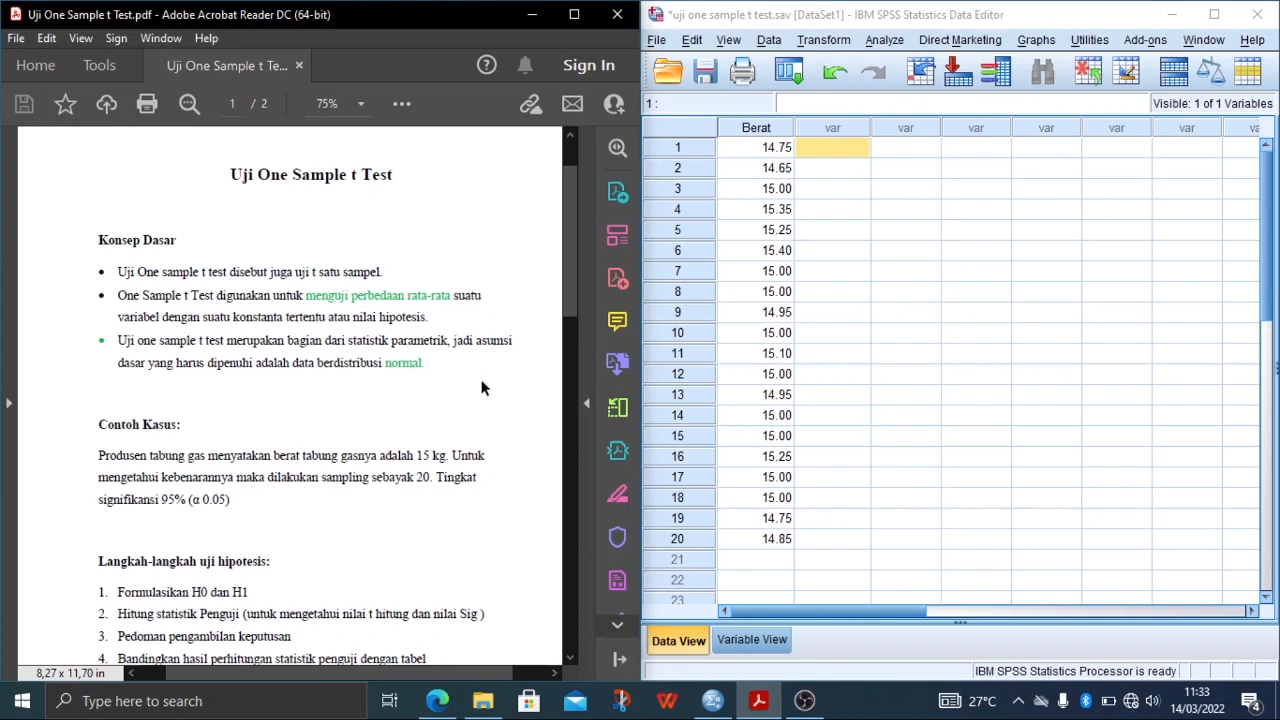 Uji One Sample t Test.pdf - Adobe Acrobat Reader DC (64-bit)
File Edit View Sign Window Help
Home Tools Uji One Sample t Te... Sign In
1 / 2 75%
Uji One Sample t Test
Konsep Dasar
• Uji One sample t test disebut juga uji t satu sampel.
• One Sample t Test digunakan untuk menguji perbedaan rata-rata suatu
variabel dengan suatu konstanta tertentu atau nilai hipotesis.
• Uji one sample t test merupakan bagian dari statistik parametrik, jadi asumsi
dasar yang harus dipenuhi adalah data berdistribusi normal.
Contoh Kasus:
Produsen tabung gas menyatakan berat tabung gasnya adalah 15 kg. Untuk
mengetahui kebenarannya maka dilakukan sampling sebayak 20. Tingkat
signifikansi 95% (α 0.05)
Langkah-langkah uji hipotesis:
1. Formulasikan H0 dan H1
2. Hitung statistik Penguji (untuk mengetahui nilai t hitung dan nilai Sig )
3. Pedoman pengambilan keputusan
4. Bandingkan hasil perhitungan statistik penguji dengan tabel
8,27 x 11,70 in
*uji one sample t test.sav [DataSet1] - IBM SPSS Statistics Data Editor
File Edit View Data Transform Analyze Direct Marketing Graphs Utilities Add-ons Window Help
1 : Visible: 1 of 1 Variables
Berat var var var var var var va
1 14.75
2 14.65
3 15.00
4 15.35
5 15.25
6 15.40
7 15.00
8 15.00
9 14.95
10 15.00
11 15.10
12 15.00
13 14.95
14 15.00
15 15.00
16 15.25
17 15.00
18 15.00
19 14.75
20 14.85
21
22
23
Data View Variable View
IBM SPSS Statistics Processor is ready
Type here to search
27°C
11:33
14/03/2022
4